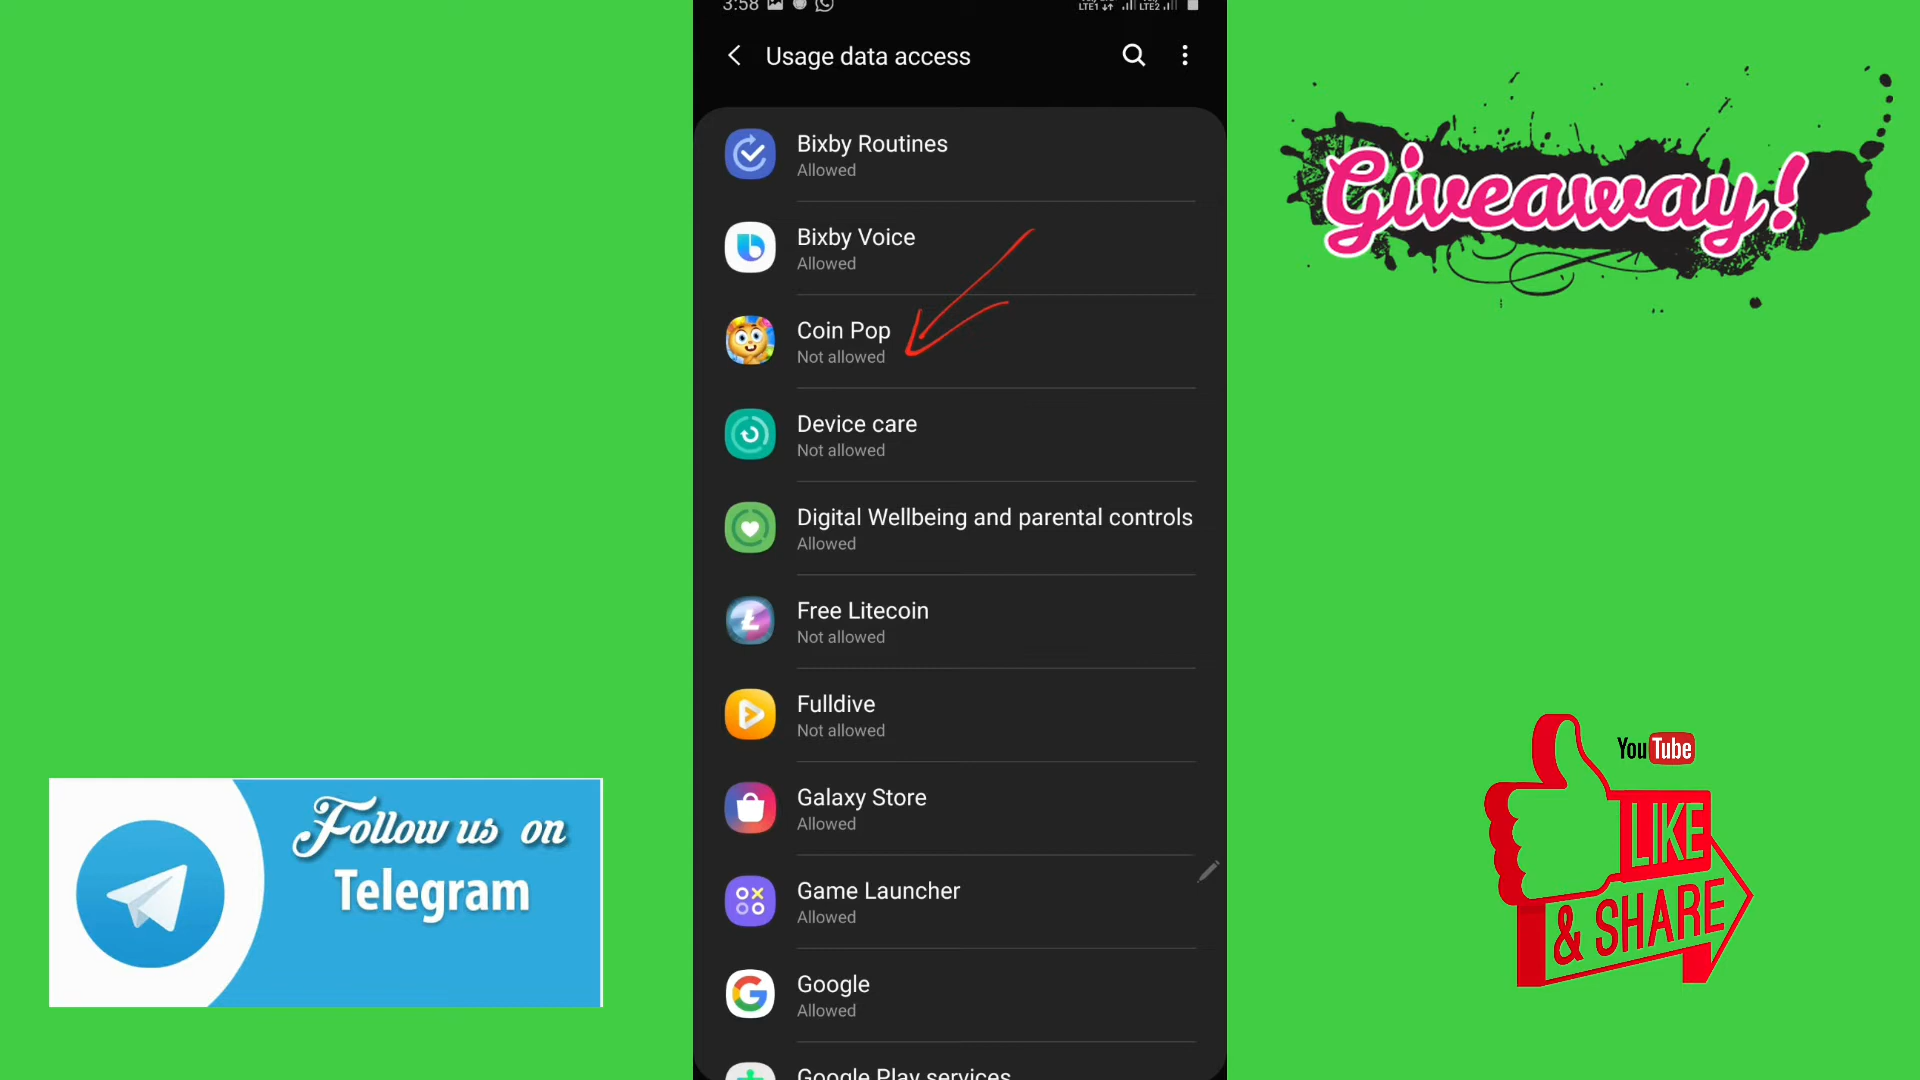 3:58
LTE1 LTE2
Usage data access
Bixby Routines
Allowed
Bixby Voice
Allowed
Coin Pop
Not allowed
Device care
Not allowed
Digital Wellbeing and parental controls
Allowed
Free Litecoin
Not allowed
Fulldive
Not allowed
Galaxy Store
Allowed
Game Launcher
Allowed
Google
Allowed
Google Play services
Giveaway!
Follow us on
Telegram
YouTube
LIKE
& SHARE